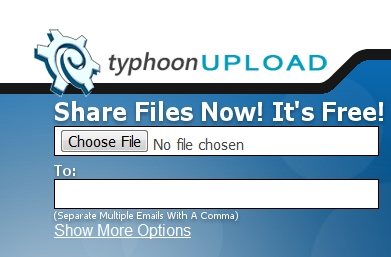 typhoonUPLOAD
Share Files Now! It's Free!
Choose File No file chosen
To:
(Separate Multiple Emails With A Comma)
Show More Options